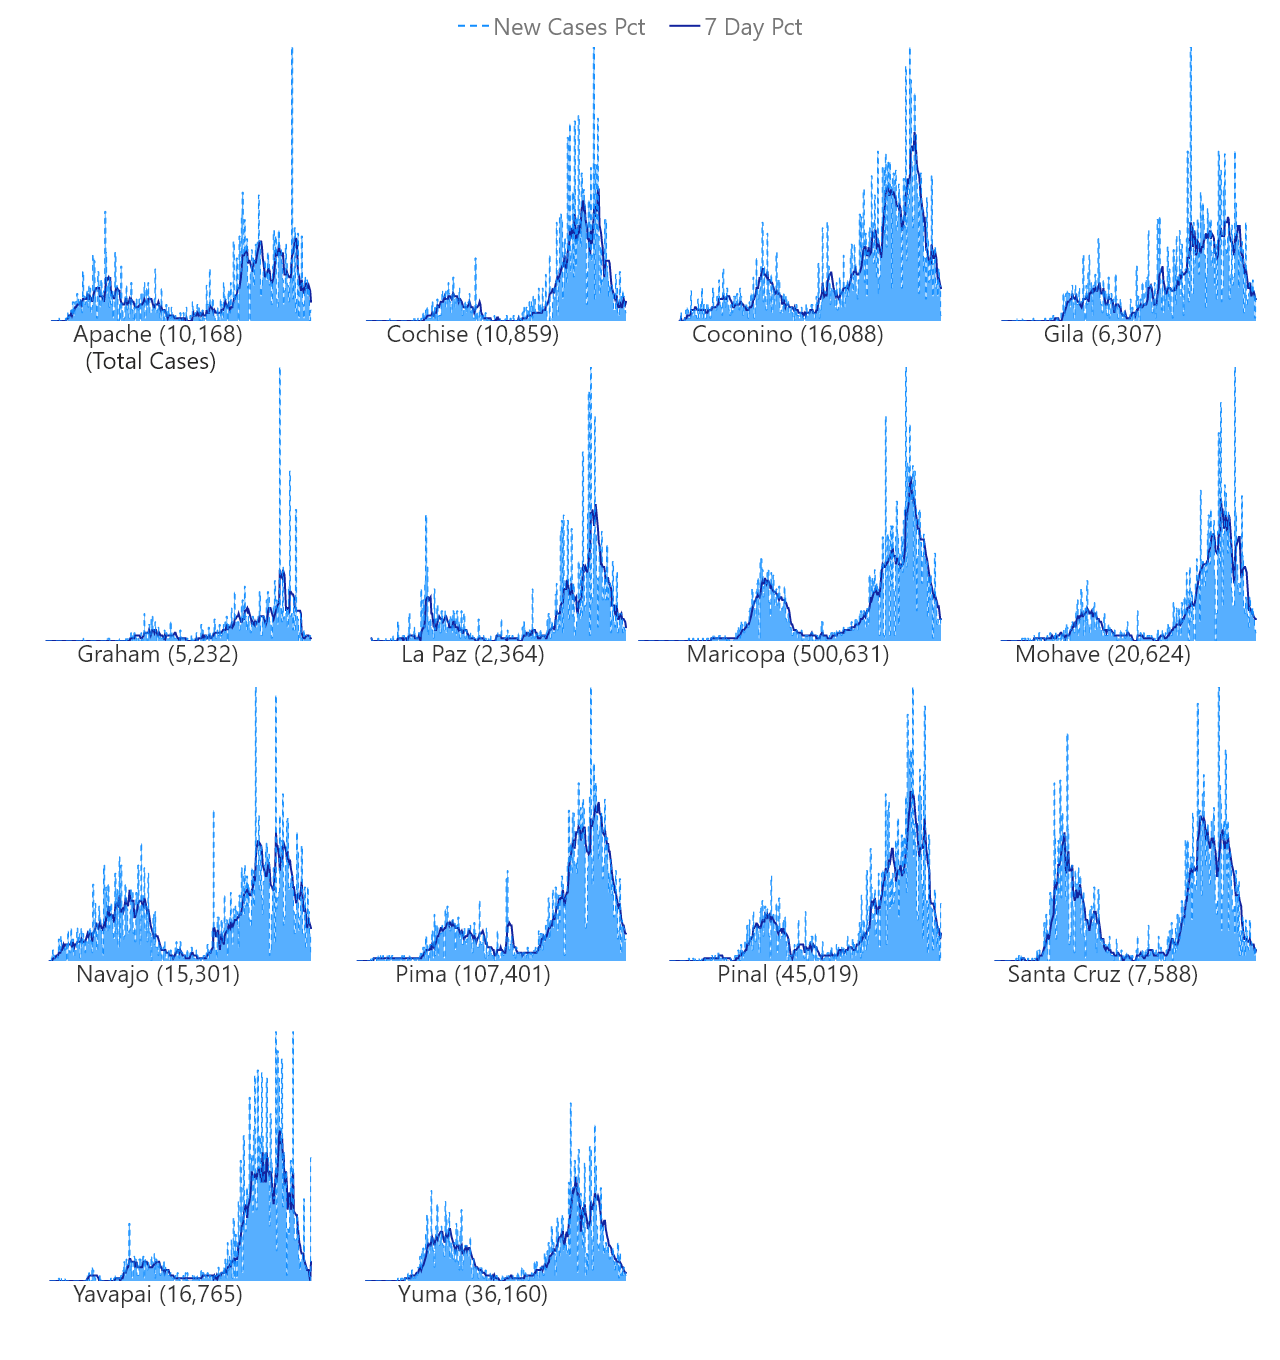 New Cases Pct 7 Day Pct
Apache (10,168)
(Total Cases)
Cochise (10,859)
Coconino (16,088)
Gila (6,307)
Graham (5,232)
La Paz (2,364)
Maricopa (500,631)
Mohave (20,624)
Navajo (15,301)
Pima (107,401)
Pinal (45,019)
Santa Cruz (7,588)
Yavapai (16,765)
Yuma (36,160)